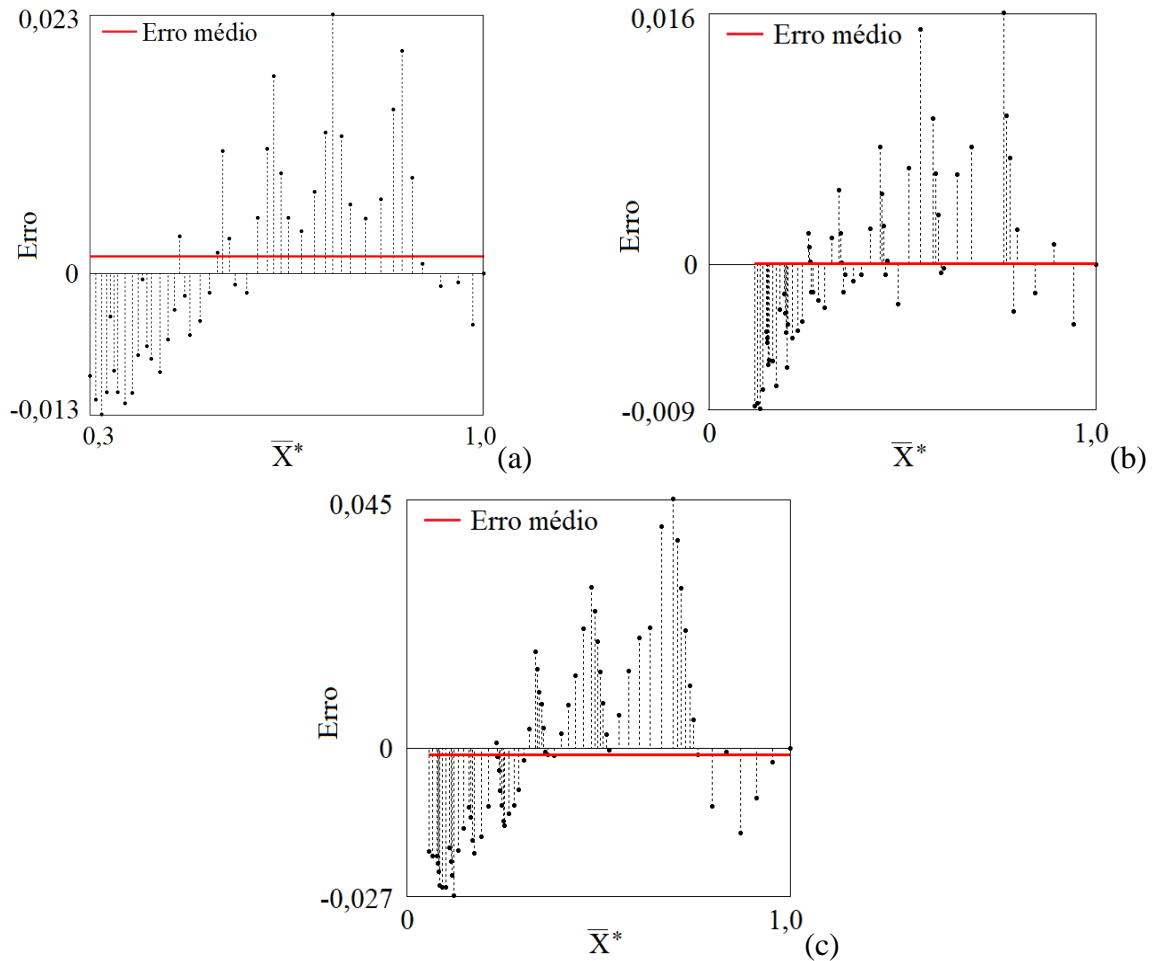 0,023
Erro médio
Erro
0
-0,013
0,3
1,0
X̅*
(a)
0,016
Erro médio
Erro
0
-0,009
0
1,0
X̅*
(b)
0,045
Erro médio
Erro
0
-0,027
0
1,0
X̅*
(c)